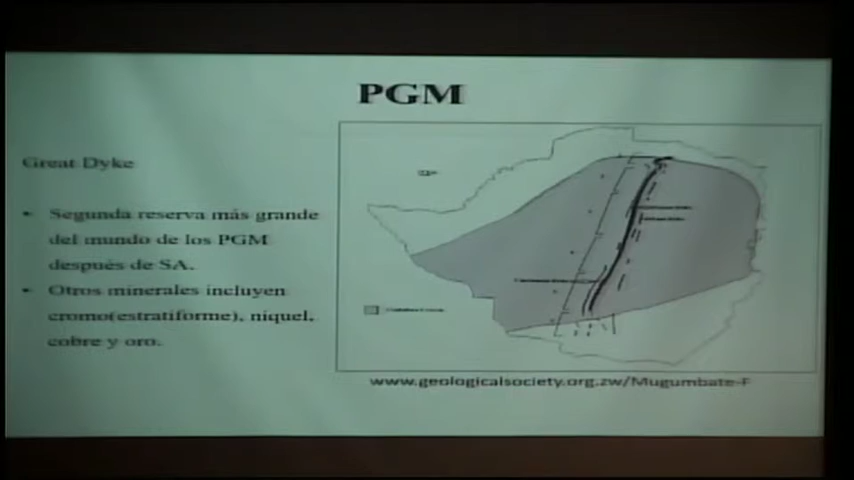 PGM
Great Dyke
• Segunda reserva más grande
del mundo de los PGM
después de SA.
• Otros minerales incluyen
cromo(estratiforme), níquel,
cobre y oro.
www.geologicalsociety.org.zw/Mugumbate-F